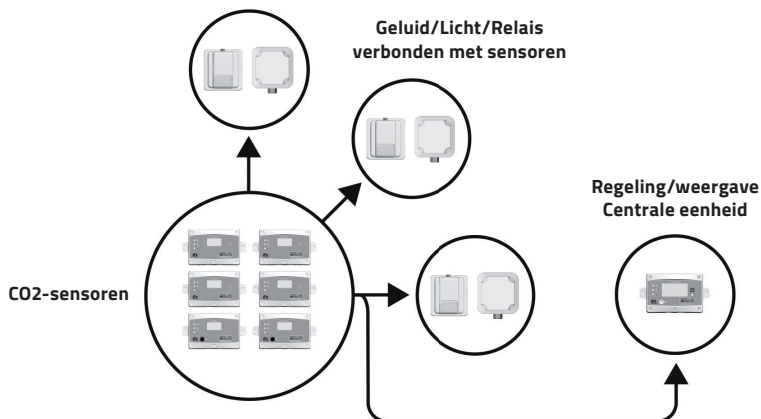 Geluid/Licht/Relais
verbonden met sensoren
Regeling/weergave
Centrale eenheid
CO2-sensoren